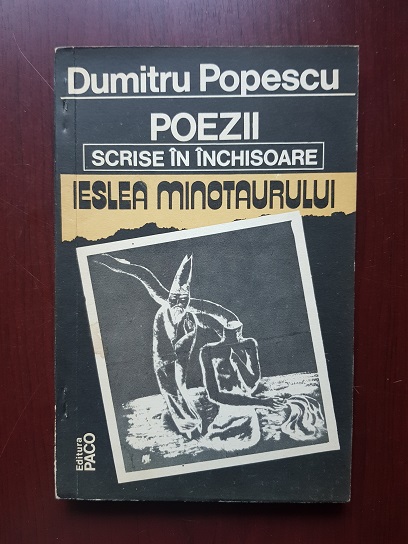 Dumitru Popescu
POEZII
SCRISE ÎN ÎNCHISOARE
IESLEA MINOTAURULUI
Editura
PACO